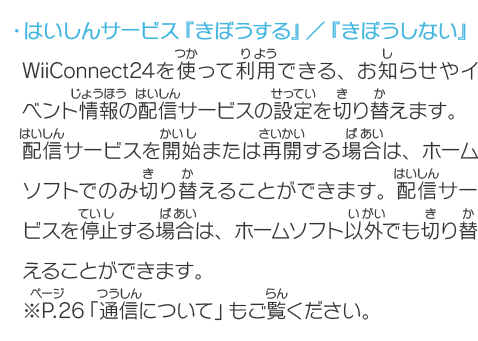 ・はいしんサービス『きぼうする』／『きぼうしない』
WiiConnect24を使って利用できる、お知らせやイ
ベント情報の配信サービスの設定を切り替えます。
配信サービスを開始または再開する場合は、ホーム
ソフトでのみ切り替えることができます。配信サー
ビスを停止する場合は、ホームソフト以外でも切り替
えることができます。
※P.26「通信について」もご覧ください。